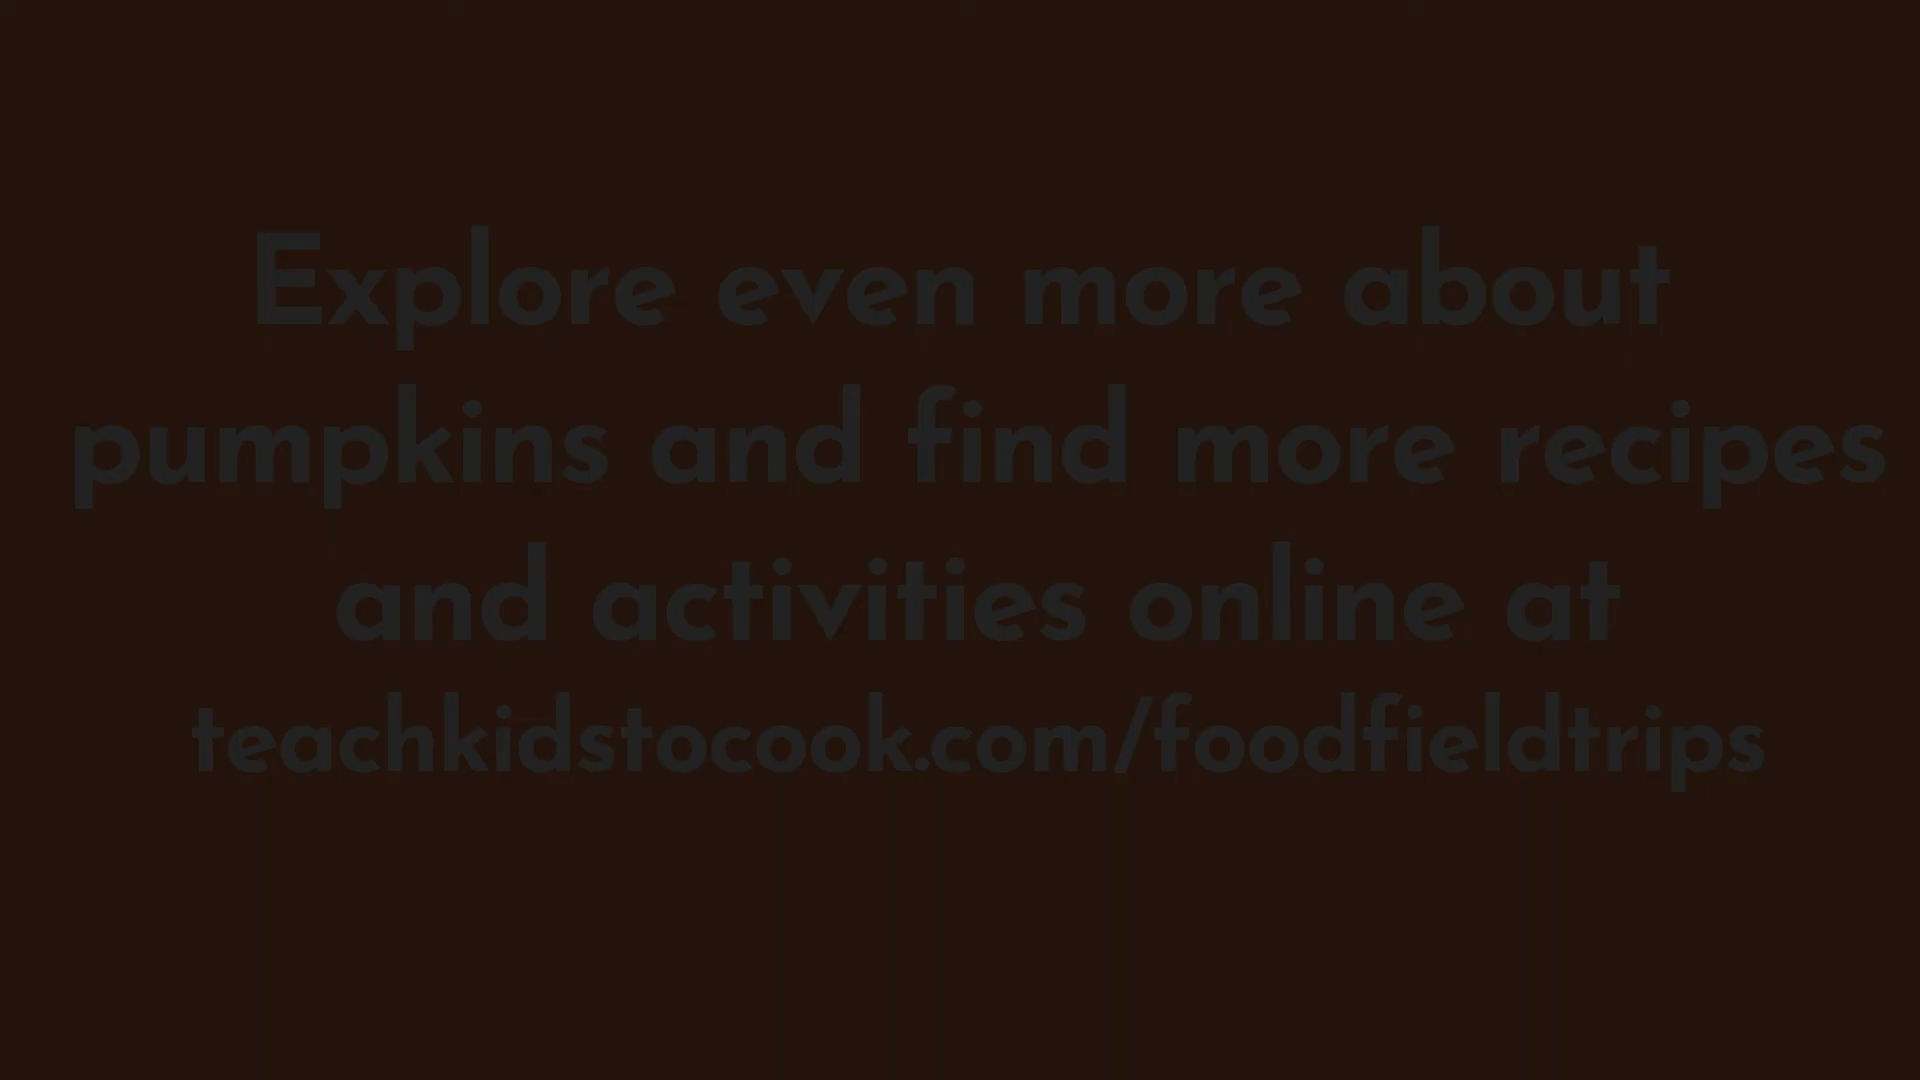 Explore even more about
pumpkins and find more recipes
and activities online at
teachkidstocook.com/foodfieldtrips